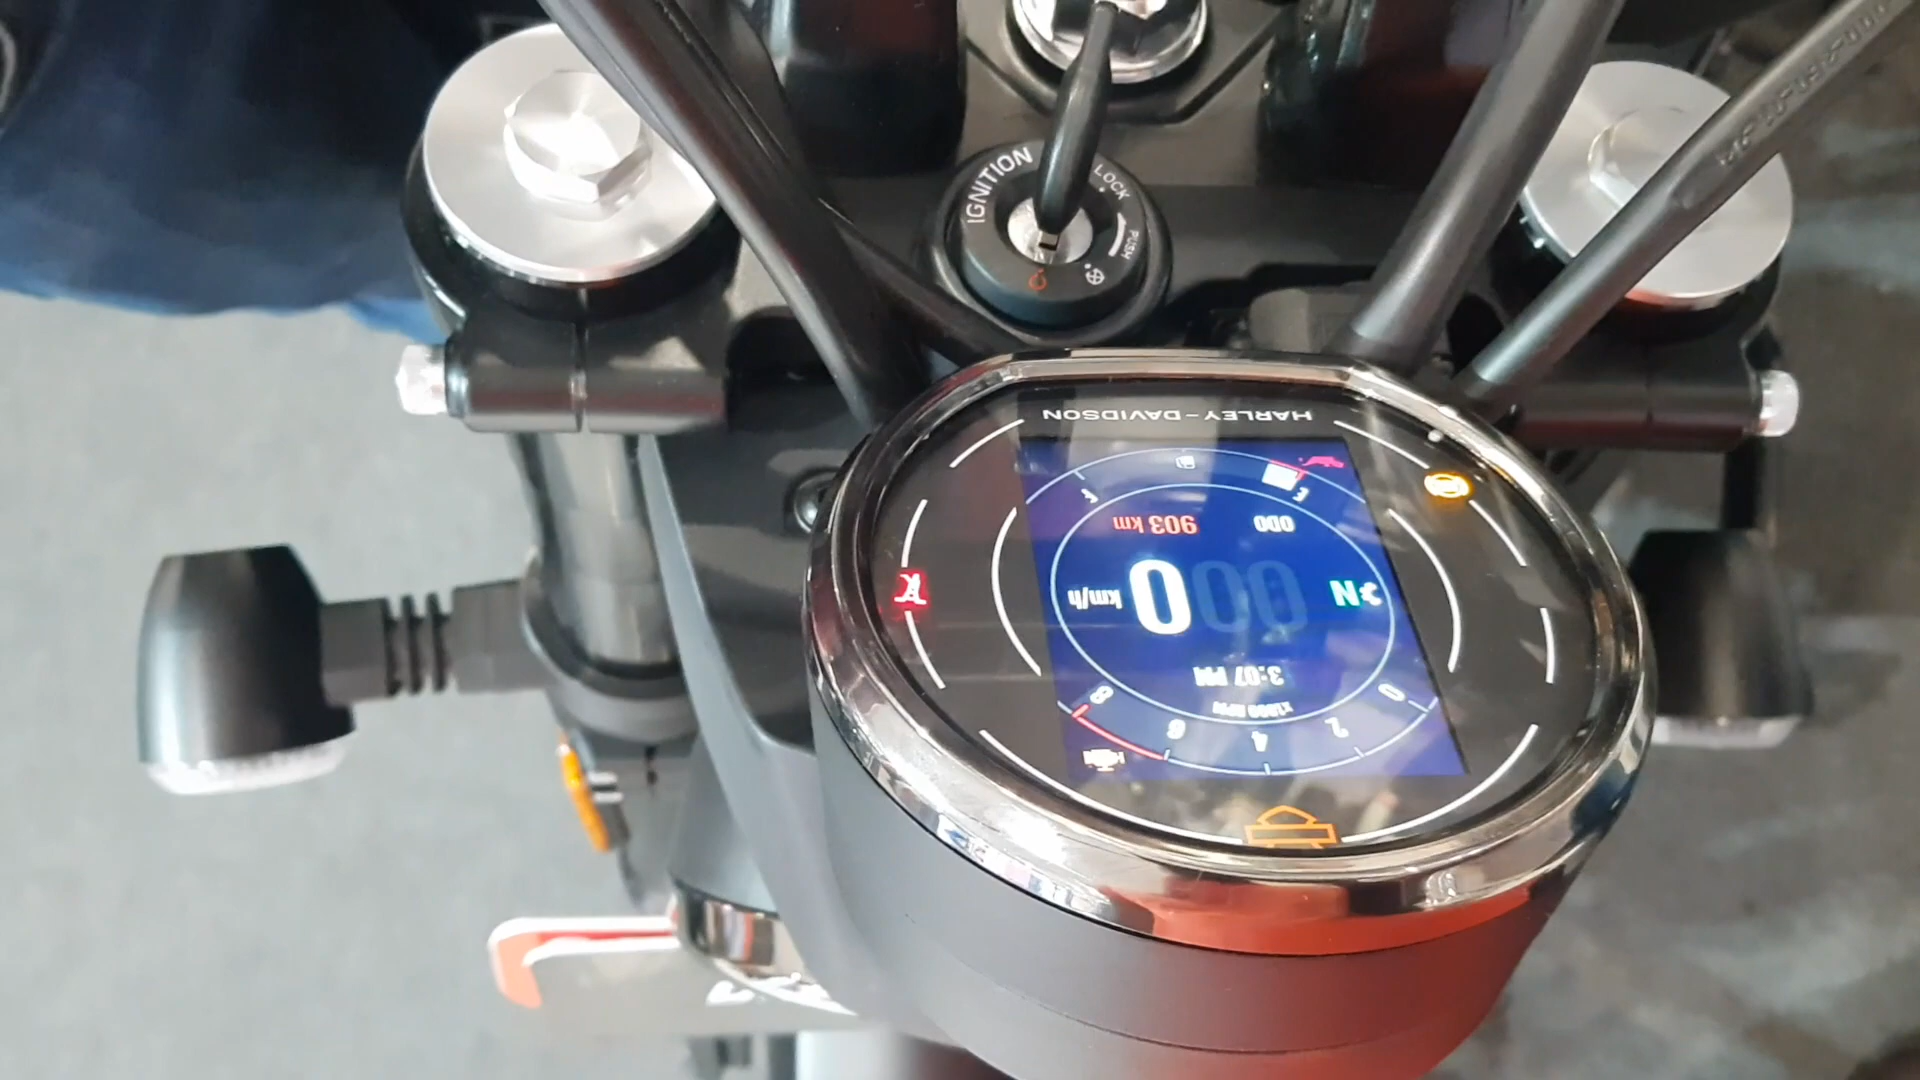 IGNITION
LOCK
PUSH
HARLEY-DAVIDSON
F
ODO
903 km
N
000
km/h
3:07 PM
x1000 RPM
0
2
4
6
8